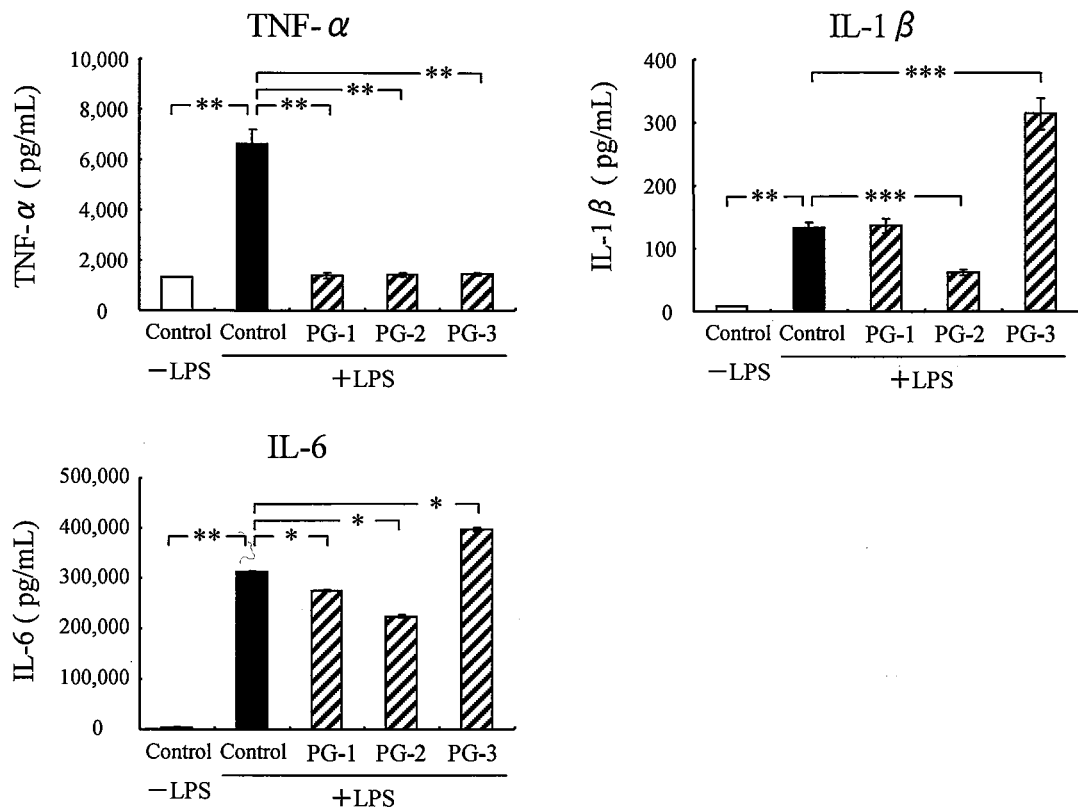 TNF-α
TNF-α ( pg/mL)
10,000
8,000
6,000
4,000
2,000
0
**
**
**
**
Control Control PG-1 PG-2 PG-3
−LPS +LPS
IL-1 β
IL-1 β ( pg/mL)
400
300
200
100
0
***
**
***
Control Control PG-1 PG-2 PG-3
−LPS +LPS
IL-6
IL-6 ( pg/mL)
500,000
400,000
300,000
200,000
100,000
0
*
*
**
*
Control Control PG-1 PG-2 PG-3
−LPS +LPS